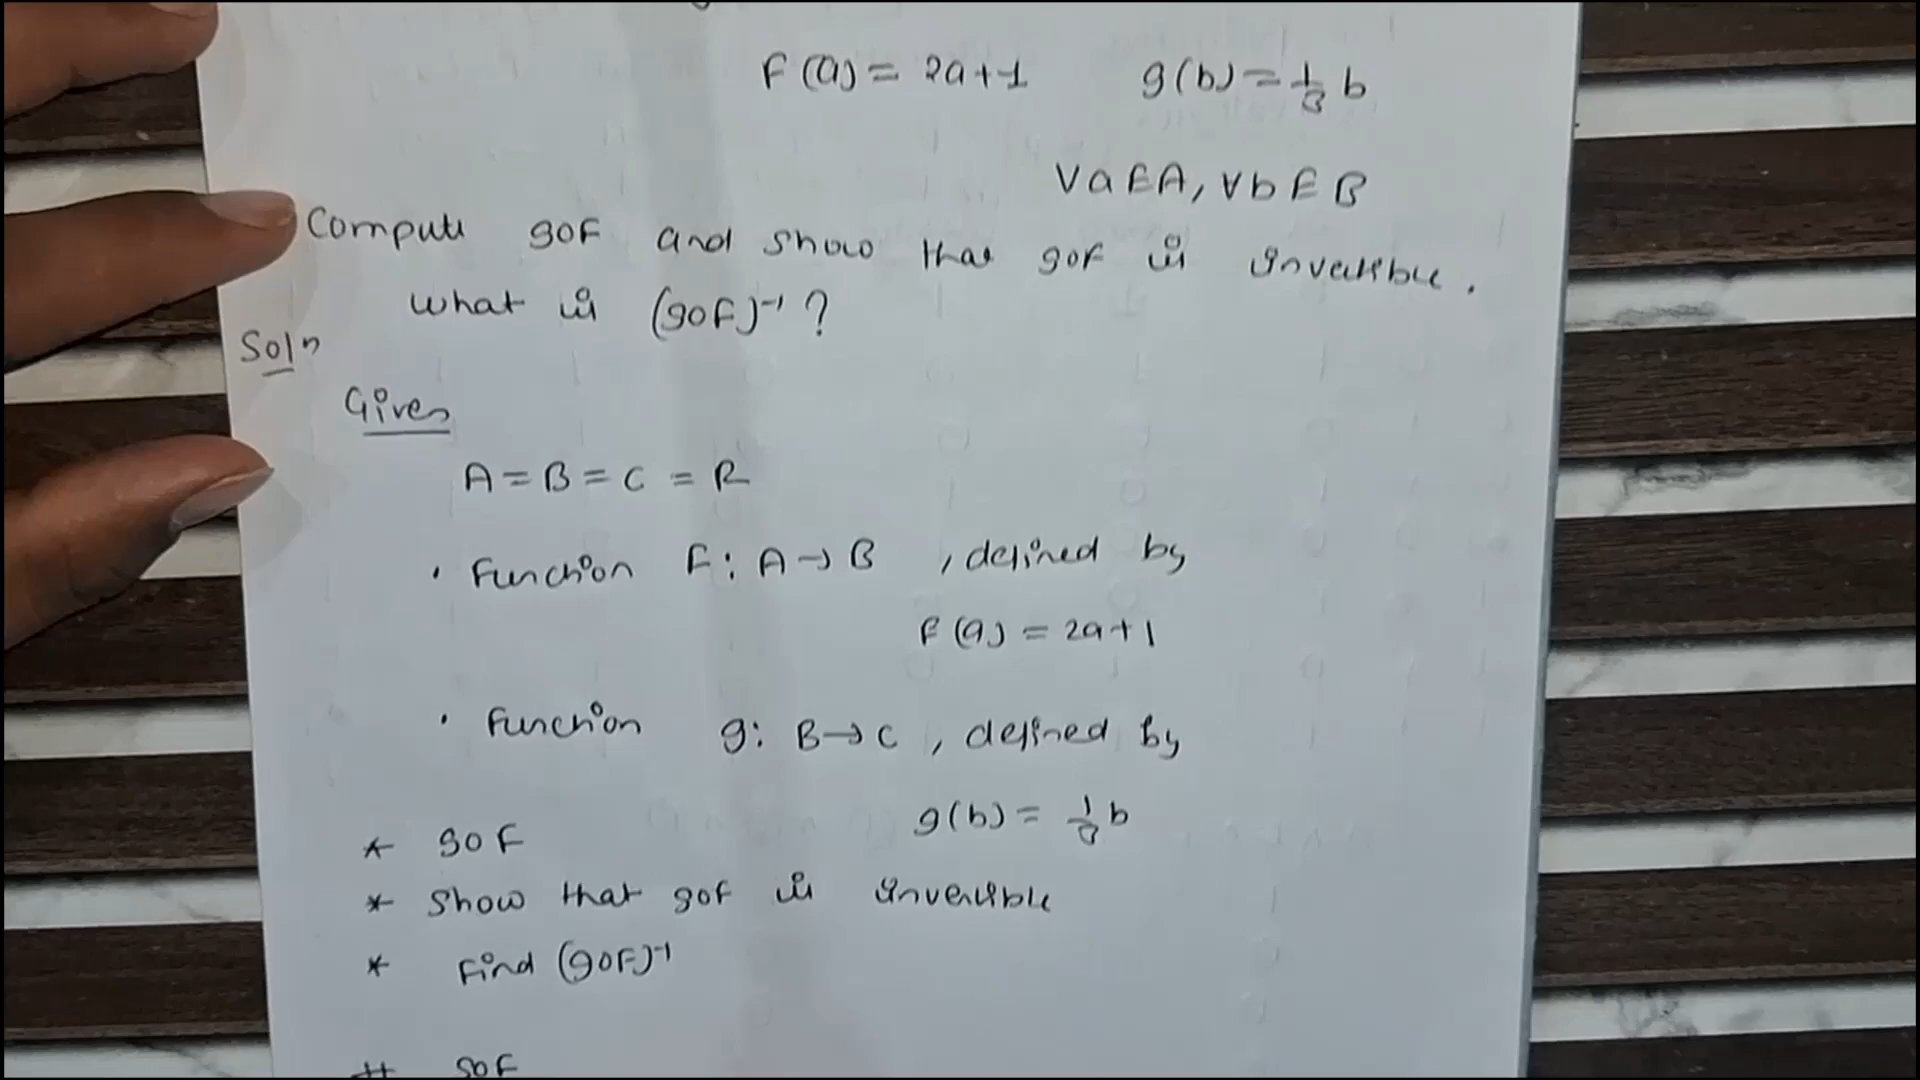 F(a) = 2a+1 g(b) = 1/3 b
∀a∈A, ∀b∈B
Compute gof and show that gof is invertible.
what is (gof)⁻¹ ?
Soln
Given
A = B = C = R
• Function F: A→B , defined by
F(a) = 2a+1
• Function g: B→C , defined by
g(b) = 1/3 b
* gof
* Show that gof is invertible
* Find (gof)⁻¹
# gof